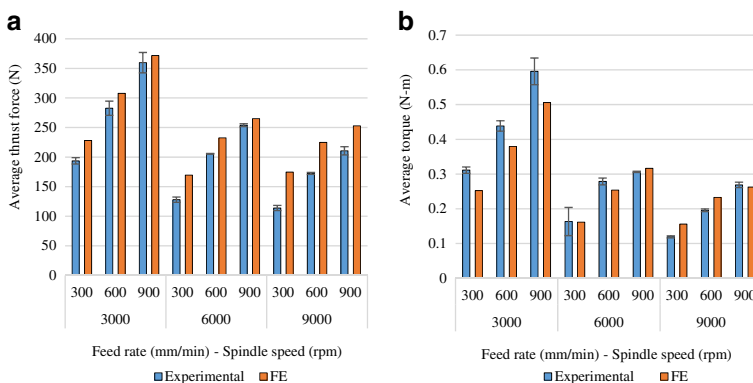 a
Average thrust force (N)
400
350
300
250
200
150
100
50
0
300 600 900 300 600 900 300 600 900
3000 6000 9000
Feed rate (mm/min) - Spindle speed (rpm)
Experimental FE
b
Average torque (N-m)
0.7
0.6
0.5
0.4
0.3
0.2
0.1
0
300 600 900 300 600 900 300 600 900
3000 6000 9000
Feed rate (mm/min) - Spindle speed (rpm)
Experimental FE